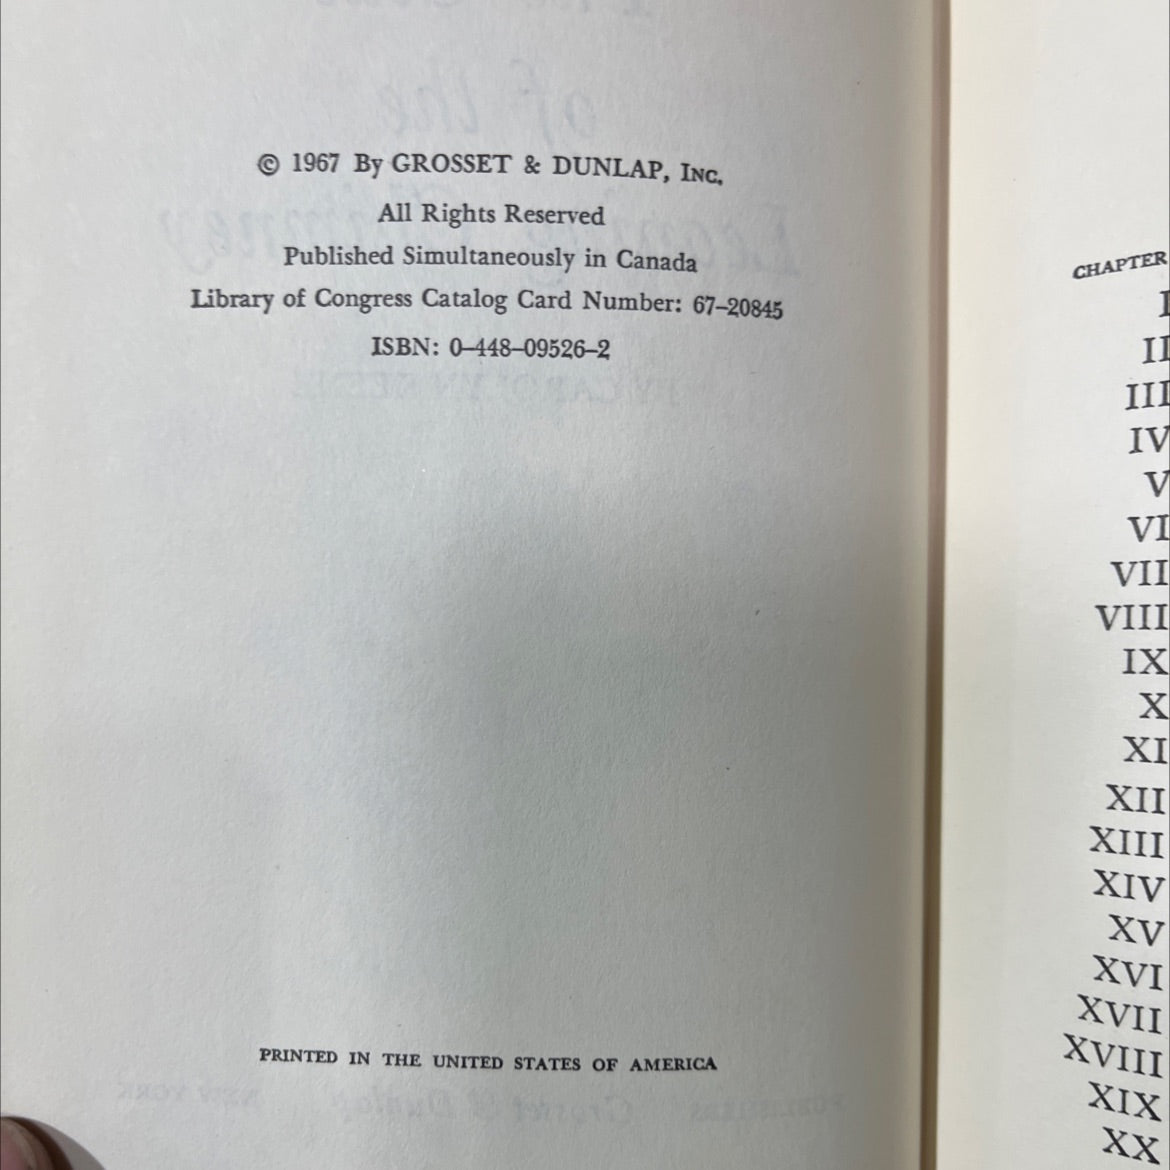 © 1967 By GROSSET & DUNLAP, INC.
All Rights Reserved
Published Simultaneously in Canada
Library of Congress Catalog Card Number: 67–20845
ISBN: 0–448–09526–2
PRINTED IN THE UNITED STATES OF AMERICA
CHAPTER
I
II
III
IV
V
VI
VII
VIII
IX
X
XI
XII
XIII
XIV
XV
XVI
XVII
XVIII
XIX
XX